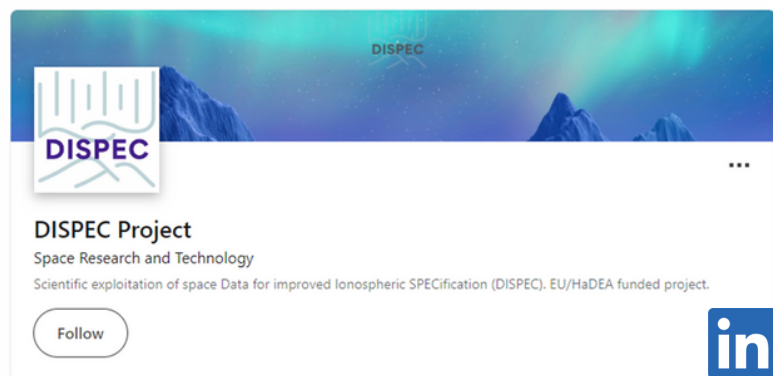 DISPEC
DISPEC
DISPEC Project
Space Research and Technology
Scientific exploitation of space Data for improved Ionospheric SPECification (DISPEC). EU/HaDEA funded project.
Follow
in